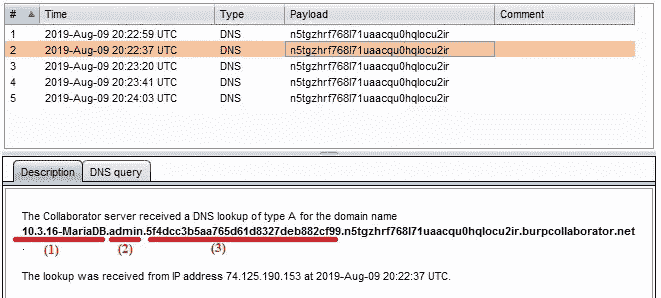 # Time Type Payload Comment
1 2019-Aug-09 20:22:59 UTC DNS n5tgzhrf768l71uaacqu0hqlocu2ir
2 2019-Aug-09 20:22:37 UTC DNS n5tgzhrf768l71uaacqu0hqlocu2ir
3 2019-Aug-09 20:23:20 UTC DNS n5tgzhrf768l71uaacqu0hqlocu2ir
4 2019-Aug-09 20:23:41 UTC DNS n5tgzhrf768l71uaacqu0hqlocu2ir
5 2019-Aug-09 20:24:03 UTC DNS n5tgzhrf768l71uaacqu0hqlocu2ir
Description DNS query
The Collaborator server received a DNS lookup of type A for the domain name
10.3.16-MariaDB.admin.5f4dcc3b5aa765d61d8327deb882cf99.n5tgzhrf768l71uaacqu0hqlocu2ir.burpcollaborator.net
(1) (2) (3)
.
The lookup was received from IP address 74.125.190.153 at 2019-Aug-09 20:22:37 UTC.